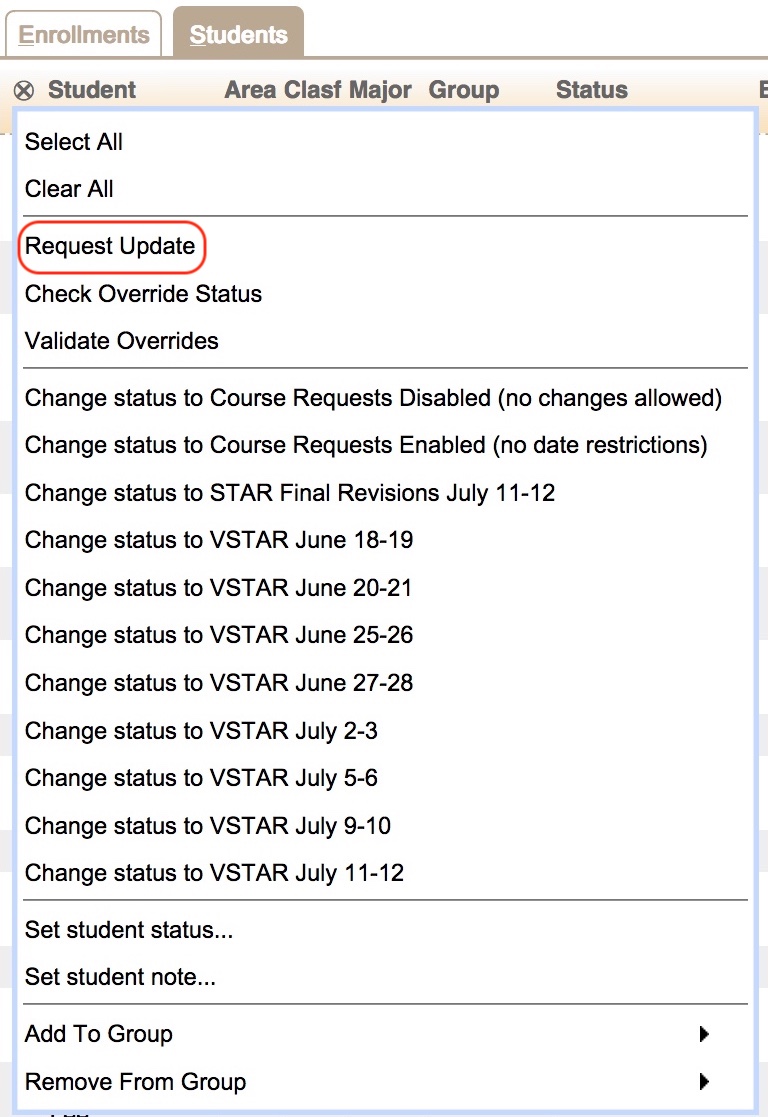 Enrollments Students
Student Area Clasf Major Group Status
Select All
Clear All
Request Update
Check Override Status
Validate Overrides
Change status to Course Requests Disabled (no changes allowed)
Change status to Course Requests Enabled (no date restrictions)
Change status to STAR Final Revisions July 11-12
Change status to VSTAR June 18-19
Change status to VSTAR June 20-21
Change status to VSTAR June 25-26
Change status to VSTAR June 27-28
Change status to VSTAR July 2-3
Change status to VSTAR July 5-6
Change status to VSTAR July 9-10
Change status to VSTAR July 11-12
Set student status...
Set student note...
Add To Group
Remove From Group